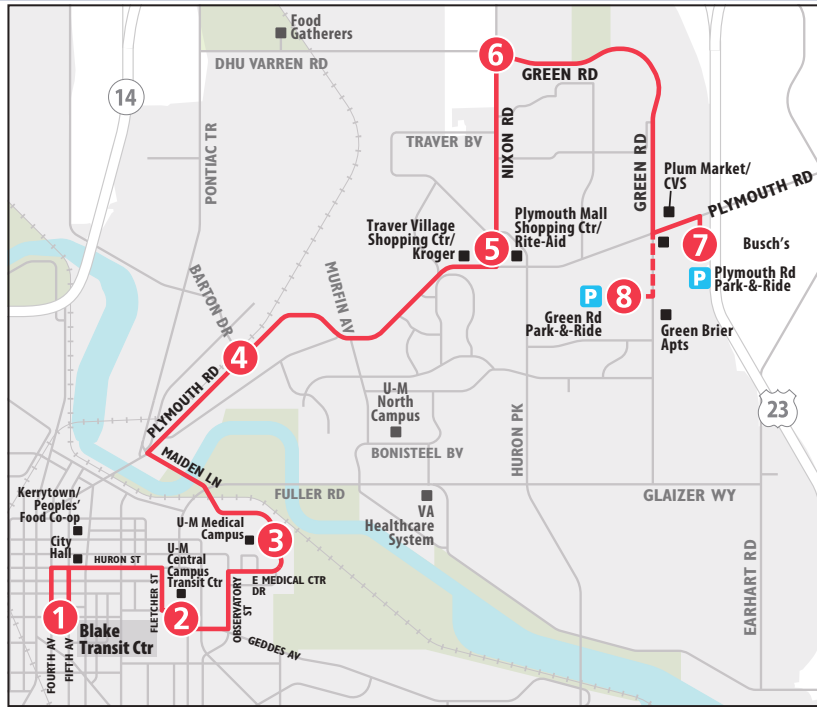 Food
Gatherers
DHU VARREN RD
6
GREEN RD
14
NIXON RD
TRAVER BV
PONTIAC TR
GREEN RD
Plum Market/
CVS
PLYMOUTH RD
Traver Village
Shopping Ctr/
Kroger
5
Plymouth Mall
Shopping Ctr/
Rite-Aid
7
Busch's
P
Plymouth Rd
Park-&-Ride
BARTON DR
MURFIN AV
P
8
Green Rd
Park-&-Ride
Green Brier
Apts
4
PLYMOUTH RD
U-M
North
Campus
23
HURON PK
BONISTEEL BV
MAIDEN LN
FULLER RD
GLAIZER WY
Kerrytown/
Peoples'
Food Co-op
City
Hall
U-M Medical
Campus
3
VA
Healthcare
System
HURON ST
U-M
Central
Campus
Transit Ctr
E MEDICAL CTR
DR
EARHART RD
FLETCHER ST
OBSERVATORY
ST
1
2
Blake
Transit Ctr
GEDDES AV
FOURTH AV
FIFTH AV